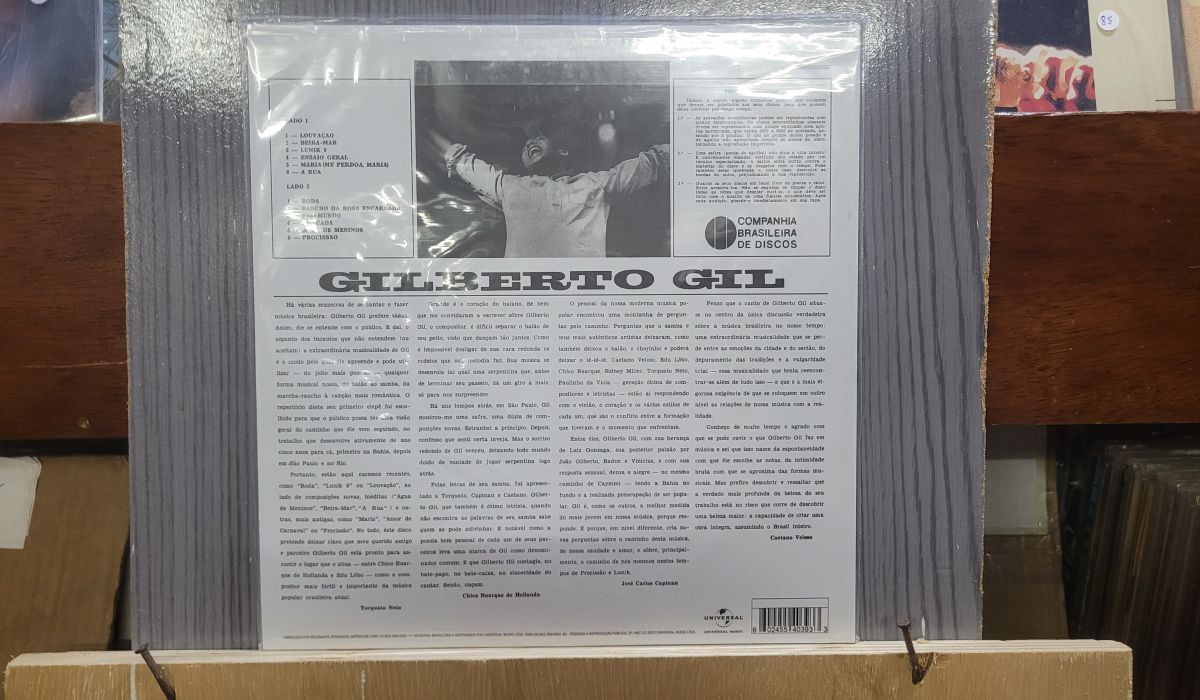 85
LADO 1
1 — LOUVAÇÃO
2 — BEIRA-MAR
3 — LUNIK 9
4 — ENSAIO GERAL
5 — MARIA (ME PERDOA, MARIA)
6 — A RUA
LADO 2
1 — RODA
RANCHO DA ROSA ENCARNADA
DE MENINOS
6 — PROCISSÃO
COMPANHIA
BRASILEIRA
DE DISCOS
GILBERTO GIL
Há várias maneiras de se cantar e fazer
música brasileira: Gilberto Gil prefere tôdas.
Assim, êle se entende com o público. E daí, o
espanto dos incautos que não entendem (ou
aceitam) a extraordinária musicalidade de Gil
e o modo pelo qual êle apreende e pode uti-
lizar — do jeito mais pessoal — qualquer
forma musical nossa, do baião ao samba, da
marcha-rancho à canção mais romântica. O
repertório dêste seu primeiro elepê foi esco-
lhido para que o público possa ter uma visão
geral do caminho que êle vem seguindo, no
trabalho que desenvolve ativamente de uns
cinco anos para cá, primeiro na Bahia, depois
em São Paulo e no Rio.
Portanto, estão aqui sucessos recentes,
como "Roda", "Lunik 9" ou "Louvação", ao
lado de composições novas, inéditas ("Água
de Meninos", "Beira-Mar", "A Rua") e ou-
tras, mais antigas, como "Maria", "Amor de
Carnaval" ou "Procissão". No todo, êste disco
pretende deixar claro que meu querido amigo
e parceiro Gilberto Gil está pronto para as-
sumir o lugar que o situa — entre Chico Buar-
que de Hollanda e Edu Lôbo — como o com-
positor mais fértil e importante da música
popular brasileira atual.
Torquato Neto
Grande é o coração do baiano. Se bem
que me convidaram a escrever sôbre Gilberto
Gil, o compositor, é difícil separar o balão de
seu peito, visto que dançam tão juntos. Como
é impossível desligar de sua cara redonda os
rodeios que sua melodia faz. Sua música se
desenrola tal qual uma serpentina que, antes
de terminar seu passeio, dá um giro a mais,
só para nos surpreender.
Há uns tempos atrás, em São Paulo, Gil
mostrou-me uma safra, uma dúzia de com-
posições novas. Estranhei a princípio. Depois,
confesso que senti certa inveja. Mas o sorriso
redondo de Gil venceu, deixando todo mundo
doido de vontade de jogar serpentina logo
atrás.
Pelas letras de seu samba, fui apresen-
tado a Torquato, Capinan e Caetano. Gilber-
to Gil, que também é ótimo letrista, quando
não encontra as palavras de seu samba sabe
quem as pode adivinhar. E notável como a
poesia bem pessoal de cada um de seus par-
ceiros leva uma marca de Gil como denomi-
nador comum. É que Gilberto Gil contagia, no
bate-papo, no bate-caixa, na sinceridade do
cantar. Benão, ouçam.
Chico Buarque de Hollanda
O pessoal da nossa moderna música po-
pular encontrou uma montanha de pergun-
tas pelo caminho. Perguntas que o samba e
seus mais autênticos artistas deixaram, como
também deixou o baião, o chorinho e poderá
deixar o iê-iê-iê. Caetano Veloso, Edu Lôbo,
Chico Buarque, Sidney Miller, Torquato Neto,
Paulinho da Viola — geração ótima de com-
positores e letristas — estão aí respondendo
com o violão, o coração e os vários estilos de
cada um, que são o conflito entre a formação
que tiveram e o momento que enfrentam.
Entre êles, Gilberto Gil, com sua herança
de Luiz Gonzaga, sua posterior paixão por
João Gilberto, Baden e Vinicius, e com sua
resposta sensual, densa e alegre — no mesmo
caminho de Caymmi — tendo a Bahia no
fundo e a realizada preocupação de ser popu-
lar. Gil é, como os outros, a melhor medida
do mais jovem em nossa música, porque res-
ponde. E porque, em nível diferente, cria no-
vas perguntas sôbre o caminho desta música,
de nossa saudade e amor, e sôbre, principal-
mente, o caminho de nós mesmos nestes tem-
pos de Procissão e Lunik.
José Carlos Capinan
Penso que o canto de Gilberto Gil situa-
se no centro da única discussão verdadeira
sôbre a música brasileira no nosso tempo:
uma extraordinária musicalidade que se per-
de entre as emoções da cidade e do sertão, do
depuramento das tradições e a vulgaridade
total — essa musicalidade que tenta reencon-
trar-se além de tudo isso — e que é a mais vi-
gorosa exigência de que se coloquem em outro
nível as relações de nossa música com a rea-
lidade.
Conheço de muito tempo o agrado com
que se pode ouvir o que Gilberto Gil faz em
música e sei que isso nasce da espontaneidade
com que êle escolhe as notas, da intimidade
bruta com que se aproxima das formas mu-
sicais. Mas prefiro descobrir e ressaltar que
a verdade mais profunda da beleza do seu
trabalho está no risco que corre de descobrir
uma beleza maior: a capacidade de criar uma
obra íntegra, assumindo o Brasil inteiro.
Caetano Veloso
UNIVERSAL
UNIVERSAL MUSIC
6 02455 40393 3